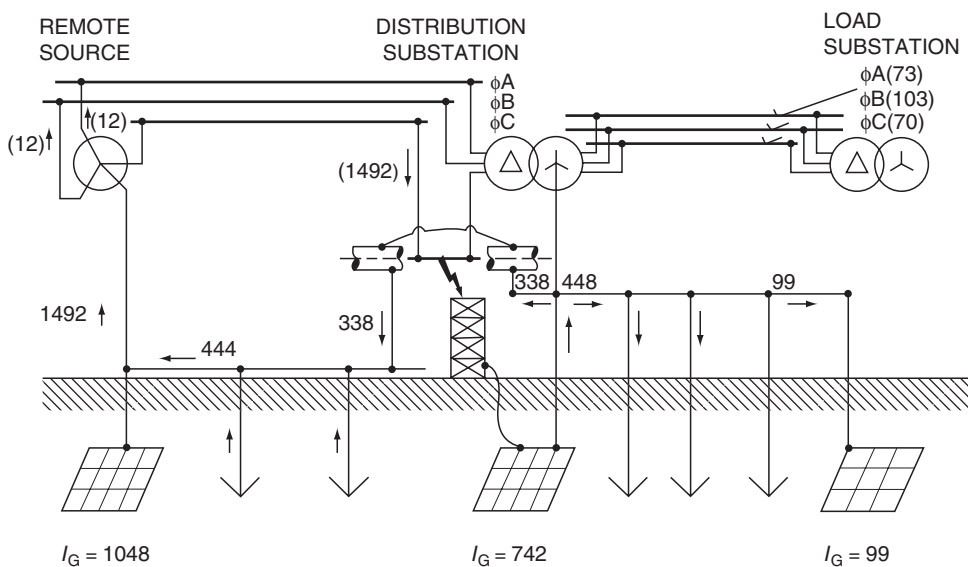 REMOTE
SOURCE
DISTRIBUTION
SUBSTATION
LOAD
SUBSTATION
ϕA
ϕB
ϕC
ϕA(73)
ϕB(103)
ϕC(70)
(12)
(12)
(1492)
338
448
99
1492
338
444
I_G = 1048
I_G = 742
I_G = 99